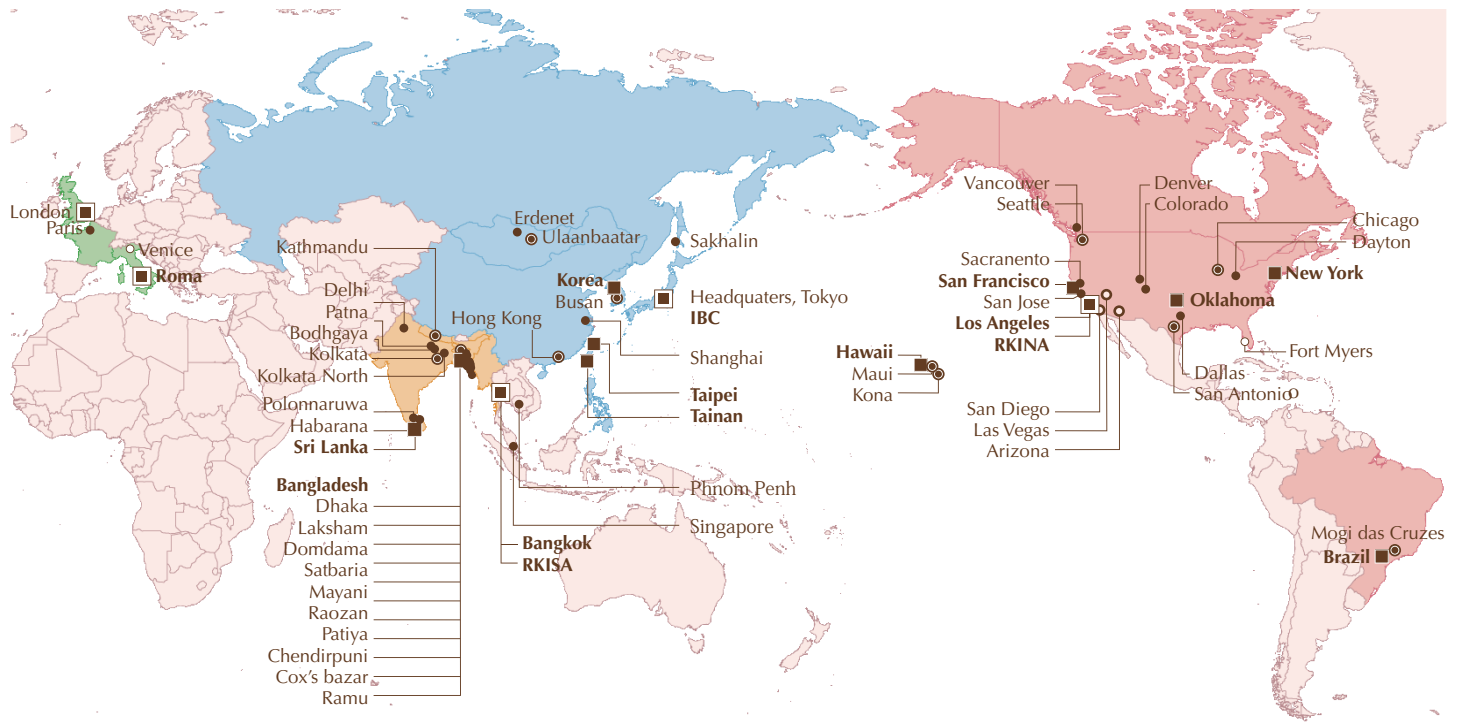 London
Paris
Venice
Roma
Kathmandu
Delhi
Patna
Bodhgaya
Kolkata
Kolkata North
Polonnaruwa
Habarana
Sri Lanka
Bangladesh
Dhaka
Laksham
Domdama
Satbaria
Mayani
Raozan
Patiya
Chendirpuni
Cox's bazar
Ramu
Erdenet
Ulaanbaatar
Sakhalin
Korea
Busan
Headquaters, Tokyo
IBC
Hong Kong
Shanghai
Taipei
Tainan
Phnom Penh
Singapore
Bangkok
RKISA
Hawaii
Maui
Kona
Vancouver
Seattle
Sacranento
San Francisco
San Jose
Los Angeles
RKINA
San Diego
Las Vegas
Arizona
Denver
Colorado
Chicago
Dayton
New York
Oklahoma
Fort Myers
Dallas
San Antonio
Mogi das Cruzes
Brazil